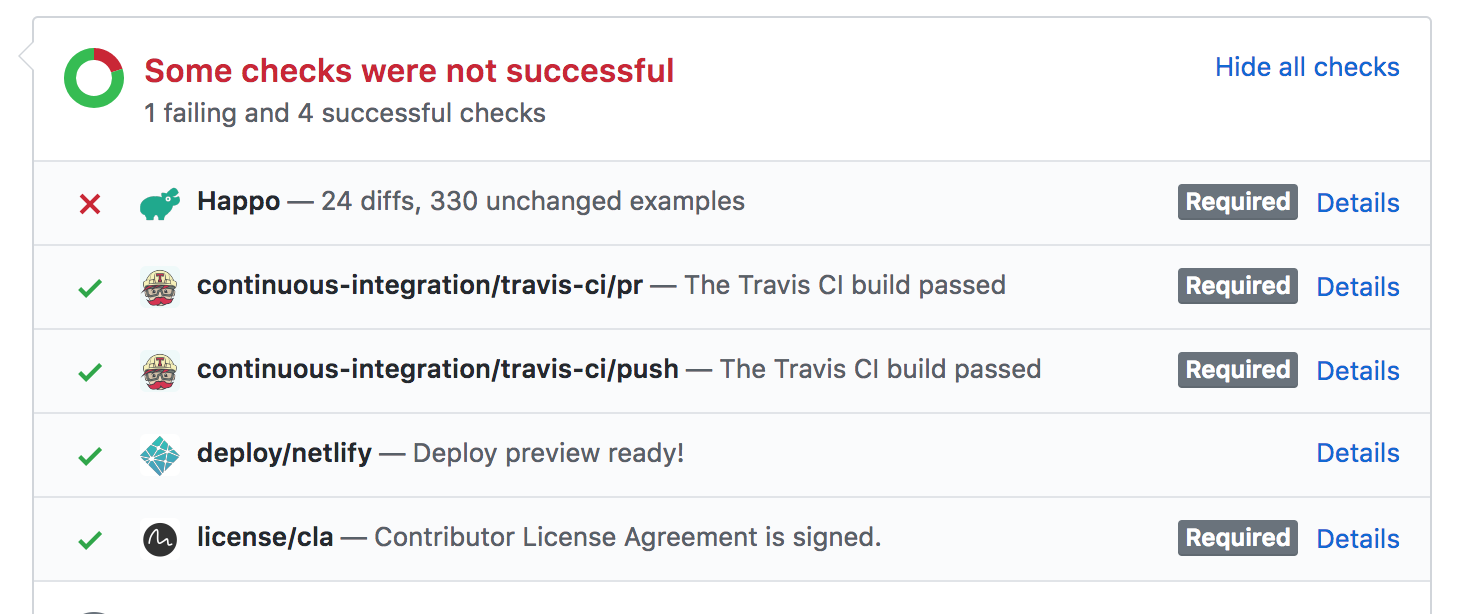 Some checks were not successful
Hide all checks
1 failing and 4 successful checks
Happo — 24 diffs, 330 unchanged examples Required Details
continuous-integration/travis-ci/pr — The Travis CI build passed Required Details
continuous-integration/travis-ci/push — The Travis CI build passed Required Details
deploy/netlify — Deploy preview ready! Details
license/cla — Contributor License Agreement is signed. Required Details